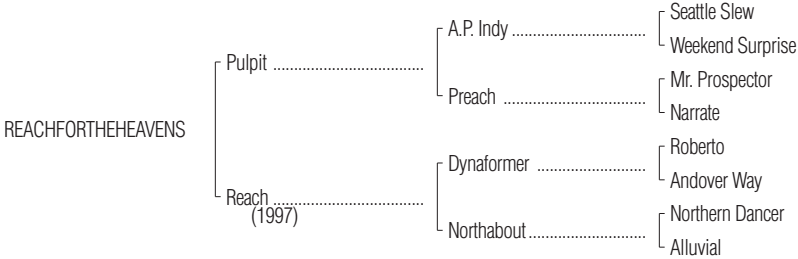 Seattle Slew
A.P. Indy ..............................
Weekend Surprise
Pulpit ..................................
Mr. Prospector
Preach ................................
Narrate
REACHFORTHEHEAVENS
Roberto
Dynaformer ........................
Andover Way
Reach ..................................
(1997)
Northern Dancer
Northabout..........................
Alluvial